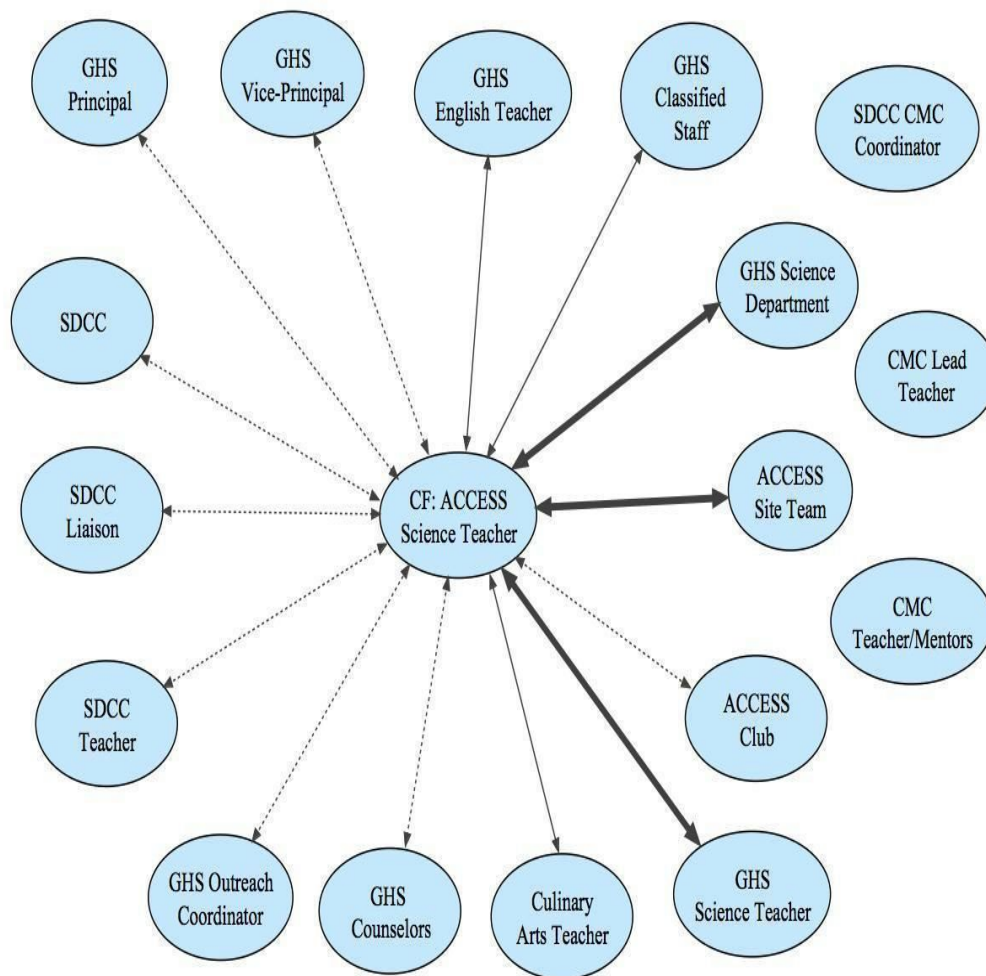 GHS
Principal
GHS
Vice-Principal
GHS
English Teacher
GHS
Classified
Staff
SDCC CMC
Coordinator
SDCC
GHS Science
Department
CMC Lead
Teacher
SDCC
Liaison
CF: ACCESS
Science Teacher
ACCESS
Site Team
CMC
Teacher/Mentors
SDCC
Teacher
ACCESS
Club
GHS Outreach
Coordinator
GHS
Counselors
Culinary
Arts Teacher
GHS
Science Teacher